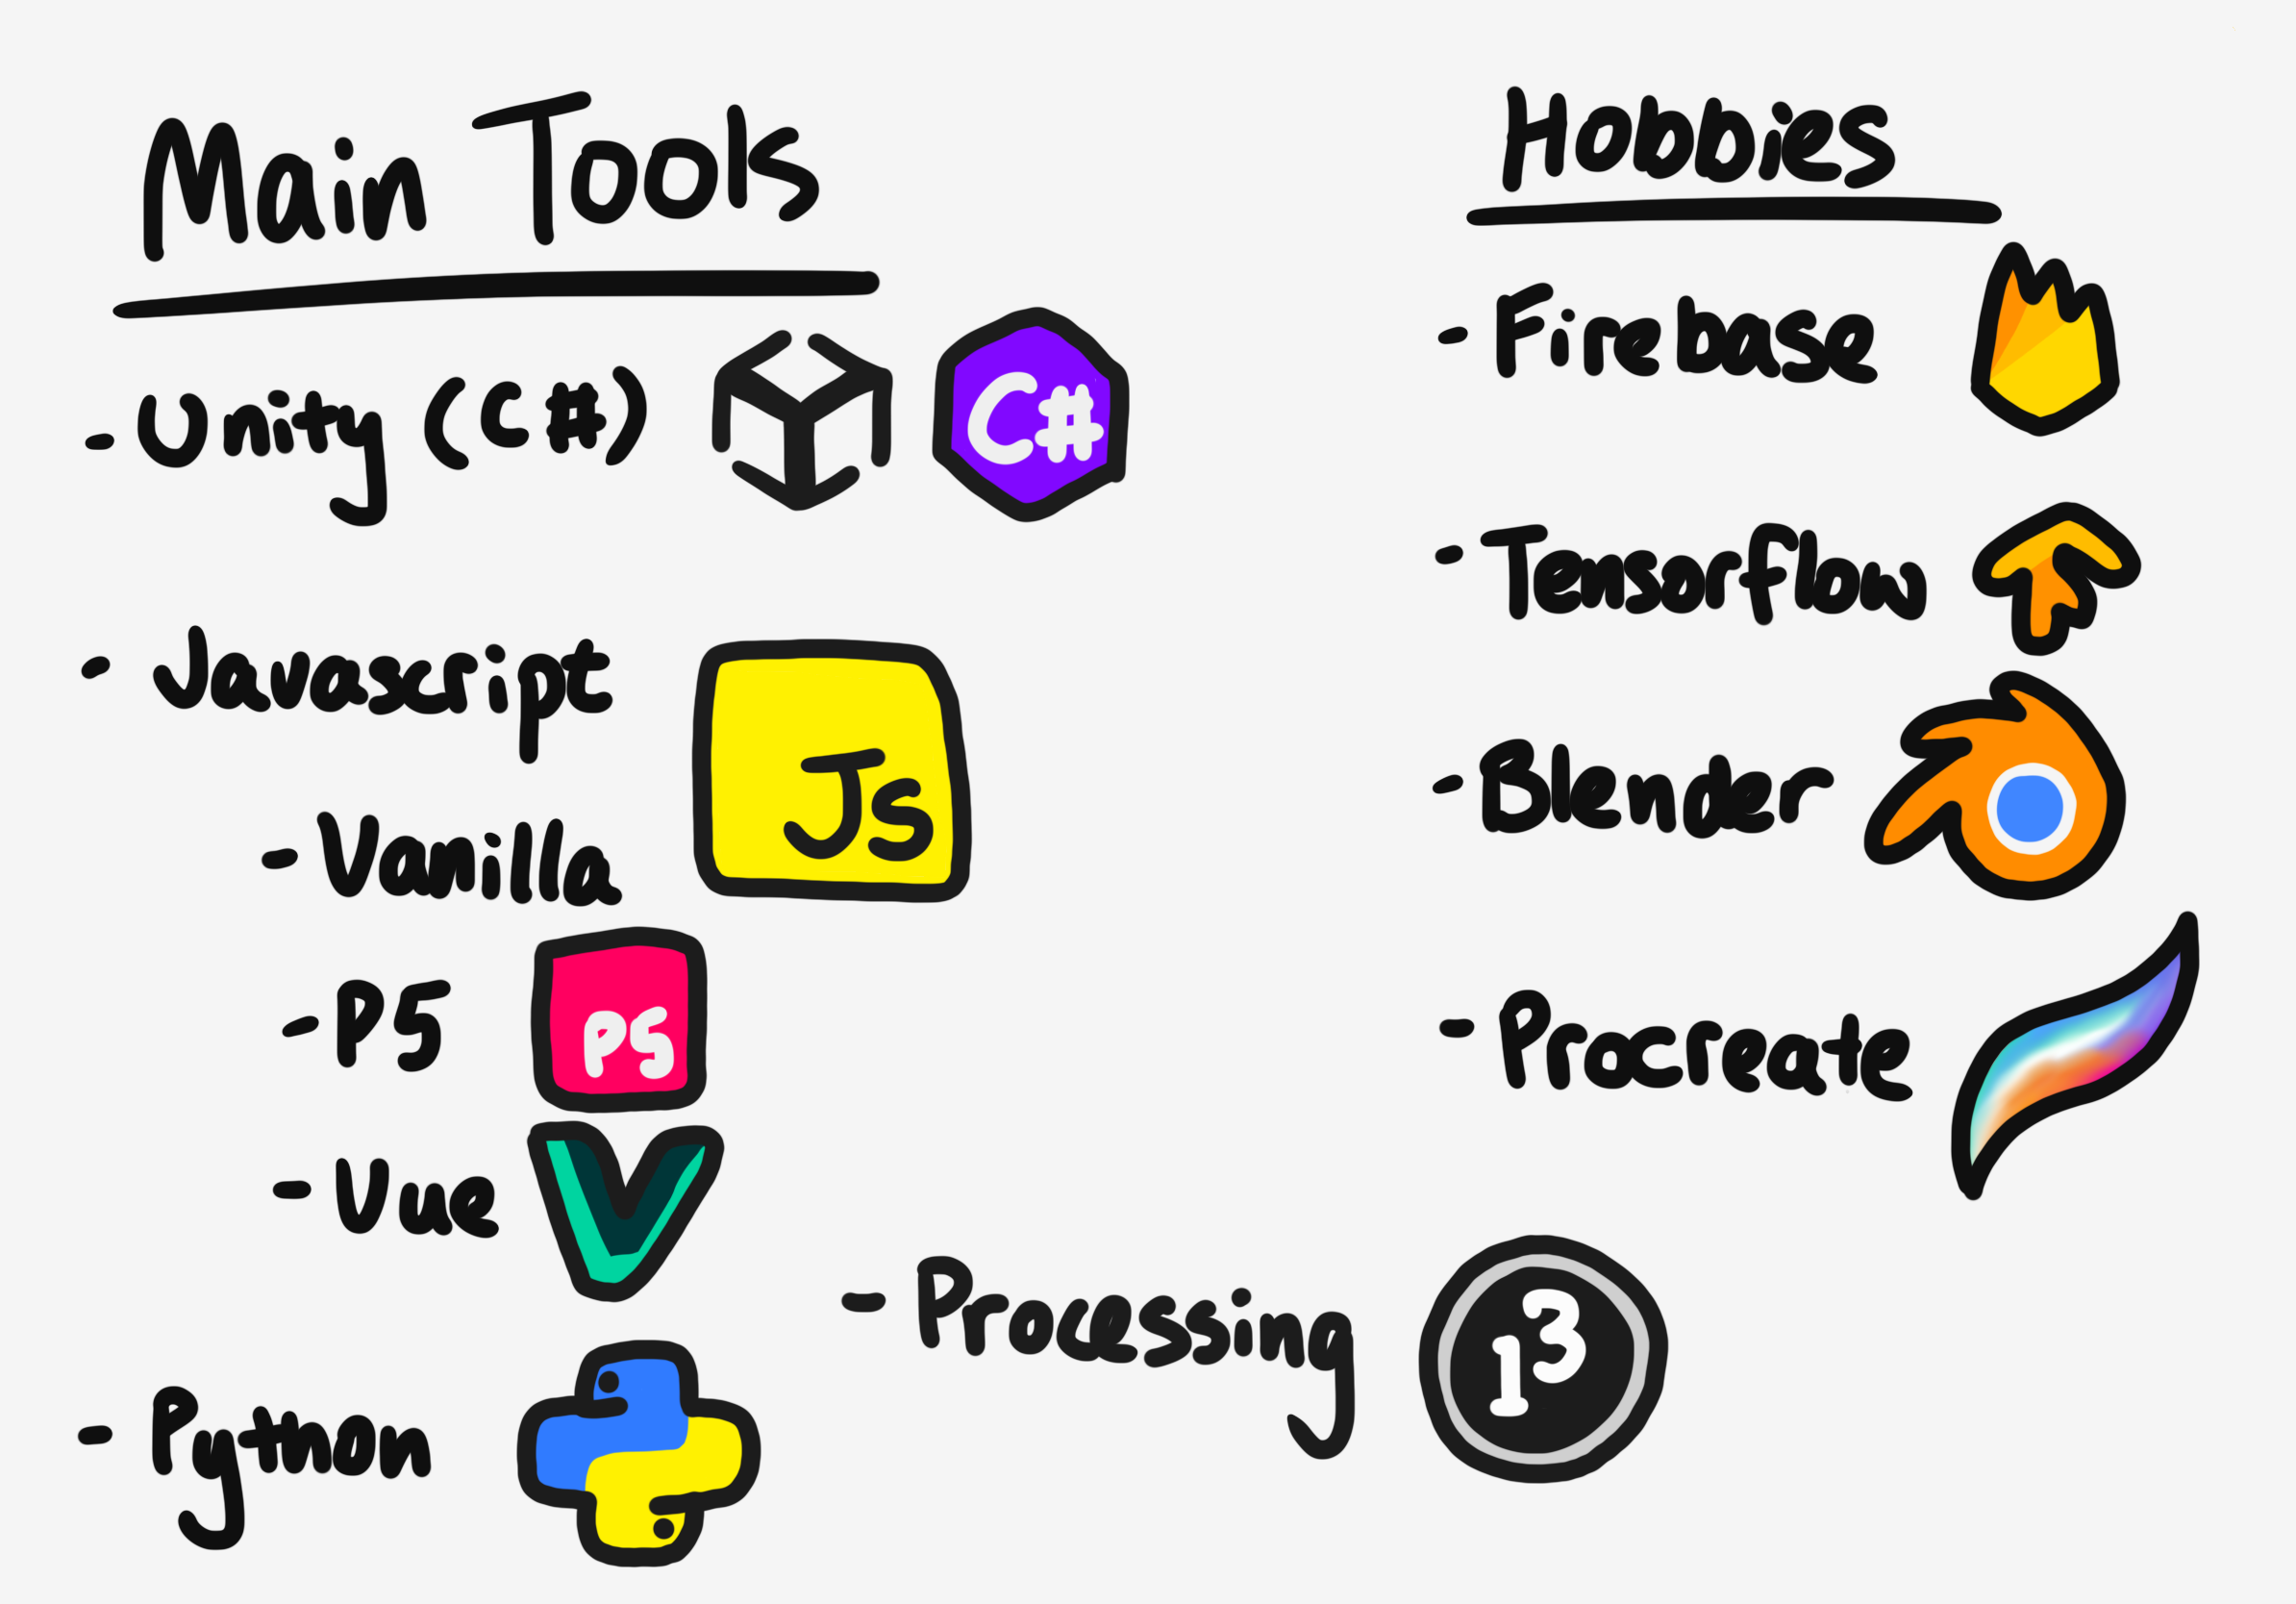 Main Tools
- Unity (C#)
C#
- Javascript
Js
- Vanilla
- P5
P5
- Vue
- Python
- Processing
13
Hobbies
- Firebase
- Tensorflow
- Blender
- Procreate